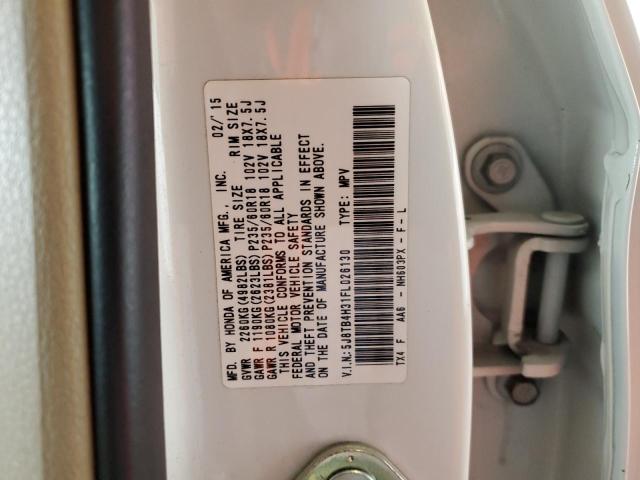 MFD. BY HONDA OF AMERICA MFG., INC. 02/'15
GVWR 2260KG(4982LBS) TIRE SIZE RIM SIZE
GAWR F 1190KG(2623LBS) P235/60R18 102V 18X7.5J
GAWR R 1080KG(2381LBS) P235/60R18 102V 18X7.5J
THIS VEHICLE CONFORMS TO ALL APPLICABLE
FEDERAL MOTOR VEHICLE SAFETY
AND THEFT PREVENTION STANDARDS IN EFFECT
ON THE DATE OF MANUFACTURE SHOWN ABOVE.
V.I.N.:5J8TB4H31FL026130 TYPE: MPV
TX4 F AA6 - NH603PX - F - L